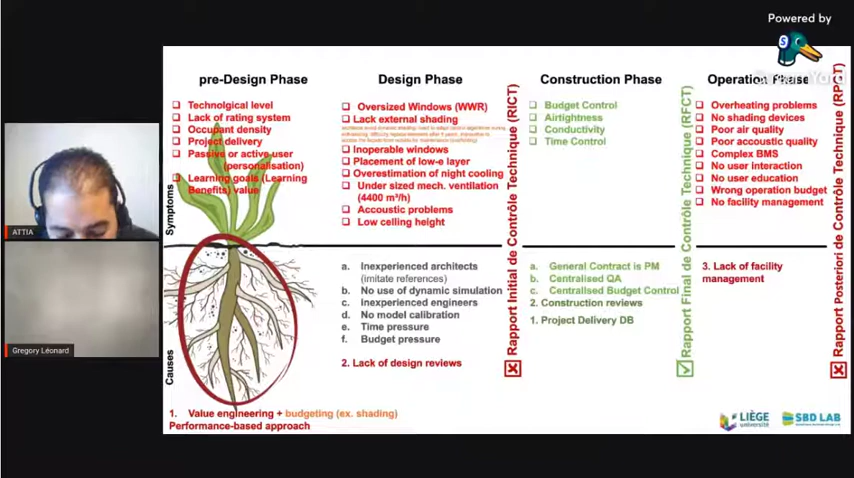 Powered by
pre-Design Phase
Technolgical level
Lack of rating system
Occupant density
Project delivery
Passive or active user
(personalisation)
Learning goals (Learning
Benefits) value
Symptoms
Causes
1. Value engineering + budgeting (ex. shading)
Performance-based approach
Design Phase
Oversized Windows (WWR)
Lack external shading
Inoperable windows
Placement of low-e layer
Overestimation of night cooling
Under sized mech. ventilation
(4400 m³/h)
Accoustic problems
Low celling height
a. Inexperienced architects
(imitate references)
b. No use of dynamic simulation
c. inexperienced engineers
d. No model calibration
e. Time pressure
f. Budget pressure
2. Lack of design reviews
Rapport Initial de Contrôle Technique (RICT)
Construction Phase
Budget Control
Airtightness
Conductivity
Time Control
a. General Contract is PM
b. Centralised QA
c. Centralised Budget Control
2. Construction reviews
1. Project Delivery DB
Rapport Final de Contrôle Technique (RFCT)
Operation Phase
Overheating problems
No shading devices
Poor air quality
Poor accoustic quality
Complex BMS
No user interaction
No user education
Wrong operation budget
No facility management
3. Lack of facility
management
Rapport Posteriori de Contrôle Technique (RPCT)
ATTIA
Gregory Léonard
LIÈGE
université
SBD LAB